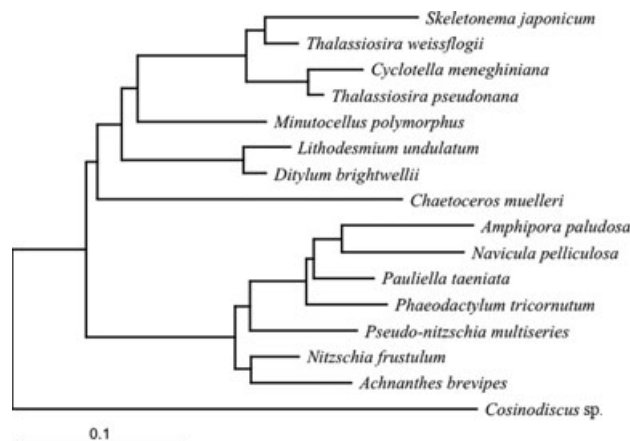 Skeletonema japonicum
Thalassiosira weissflogii
Cyclotella meneghiniana
Thalassiosira pseudonana
Minutocellus polymorphus
Lithodesmium undulatum
Ditylum brightwellii
Chaetoceros muelleri
Amphipora paludosa
Navicula pelliculosa
Pauliella taeniata
Phaeodactylum tricornutum
Pseudo-nitzschia multiseries
Nitzschia frustulum
Achnanthes brevipes
Cosinodiscus sp.
0.1